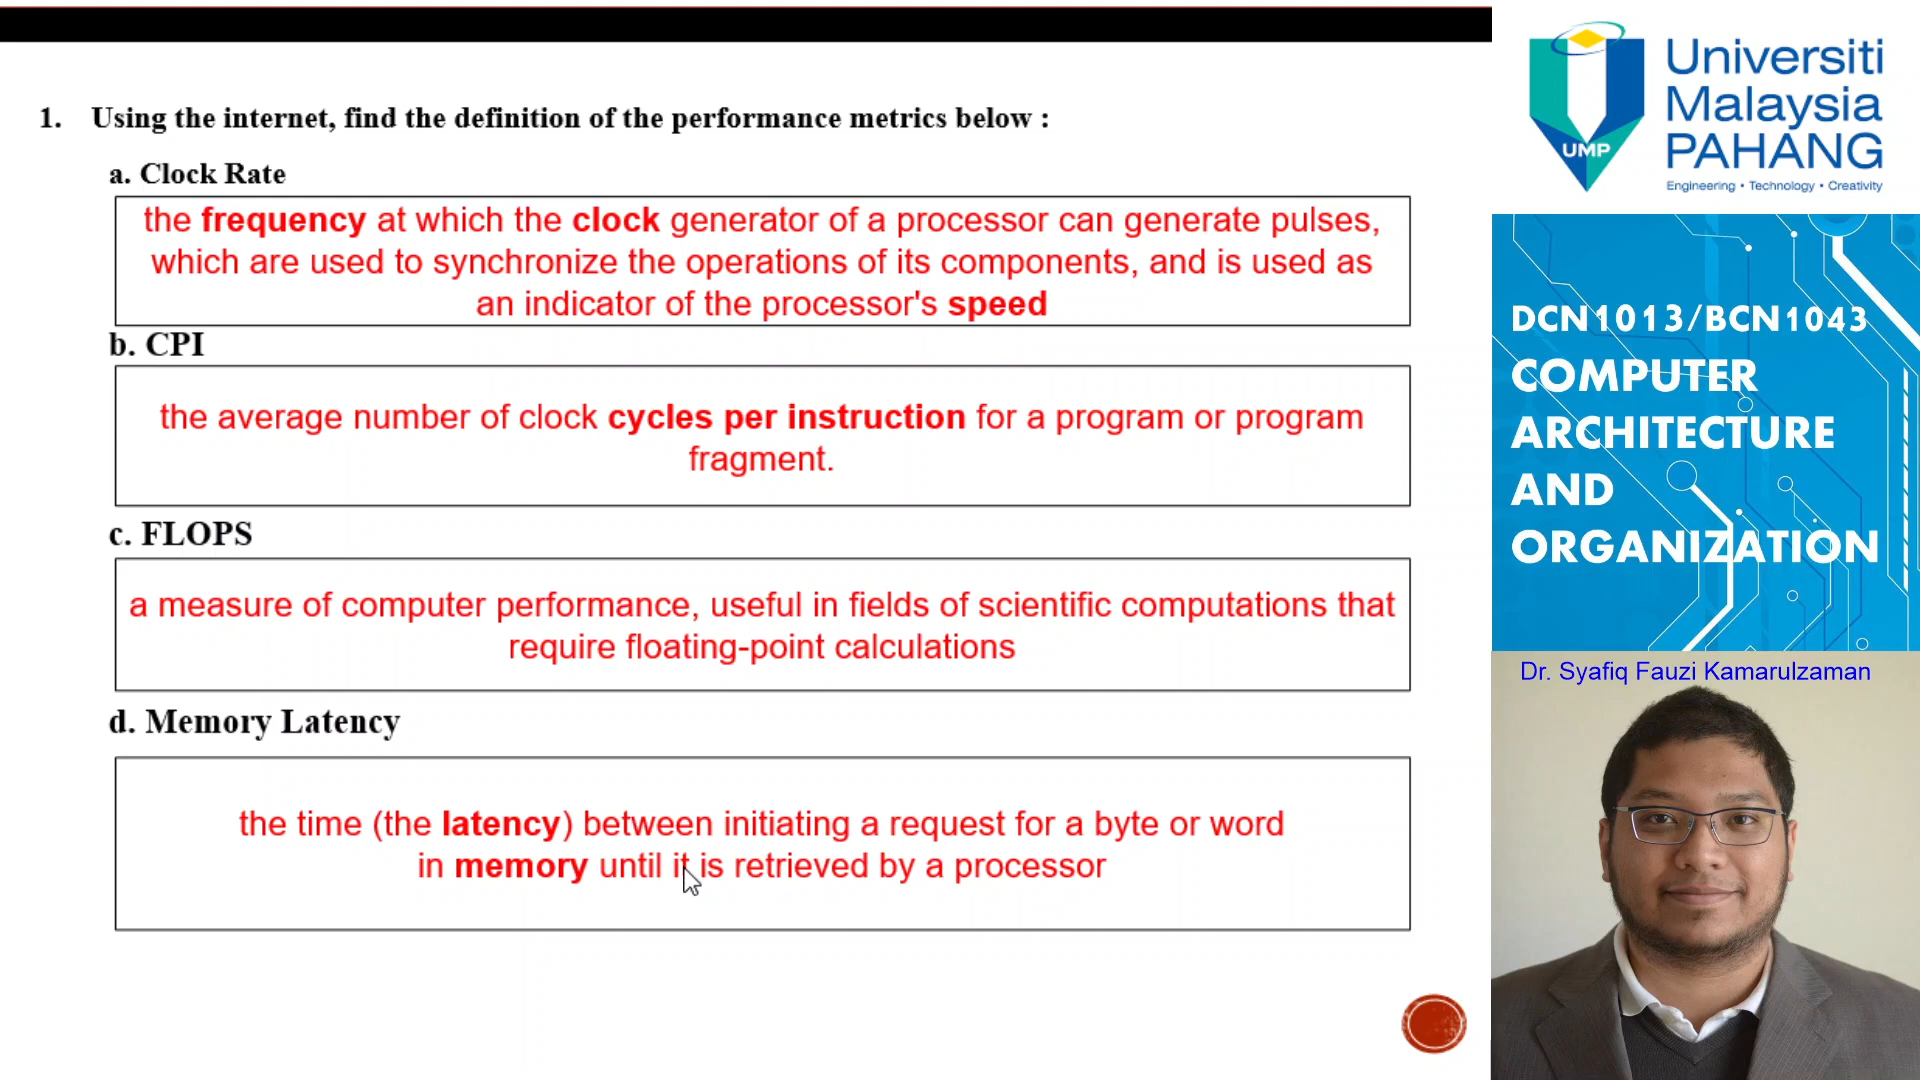 1. Using the internet, find the definition of the performance metrics below :
a. Clock Rate
the frequency at which the clock generator of a processor can generate pulses,
which are used to synchronize the operations of its components, and is used as
an indicator of the processor's speed
b. CPI
the average number of clock cycles per instruction for a program or program
fragment.
c. FLOPS
a measure of computer performance, useful in fields of scientific computations that
require floating-point calculations
d. Memory Latency
the time (the latency) between initiating a request for a byte or word
in memory until it is retrieved by a processor
UMP
Universiti
Malaysia
PAHANG
Engineering • Technology • Creativity
DCN1013/BCN1043
COMPUTER
ARCHITECTURE
AND
ORGANIZATION
Dr. Syafiq Fauzi Kamarulzaman